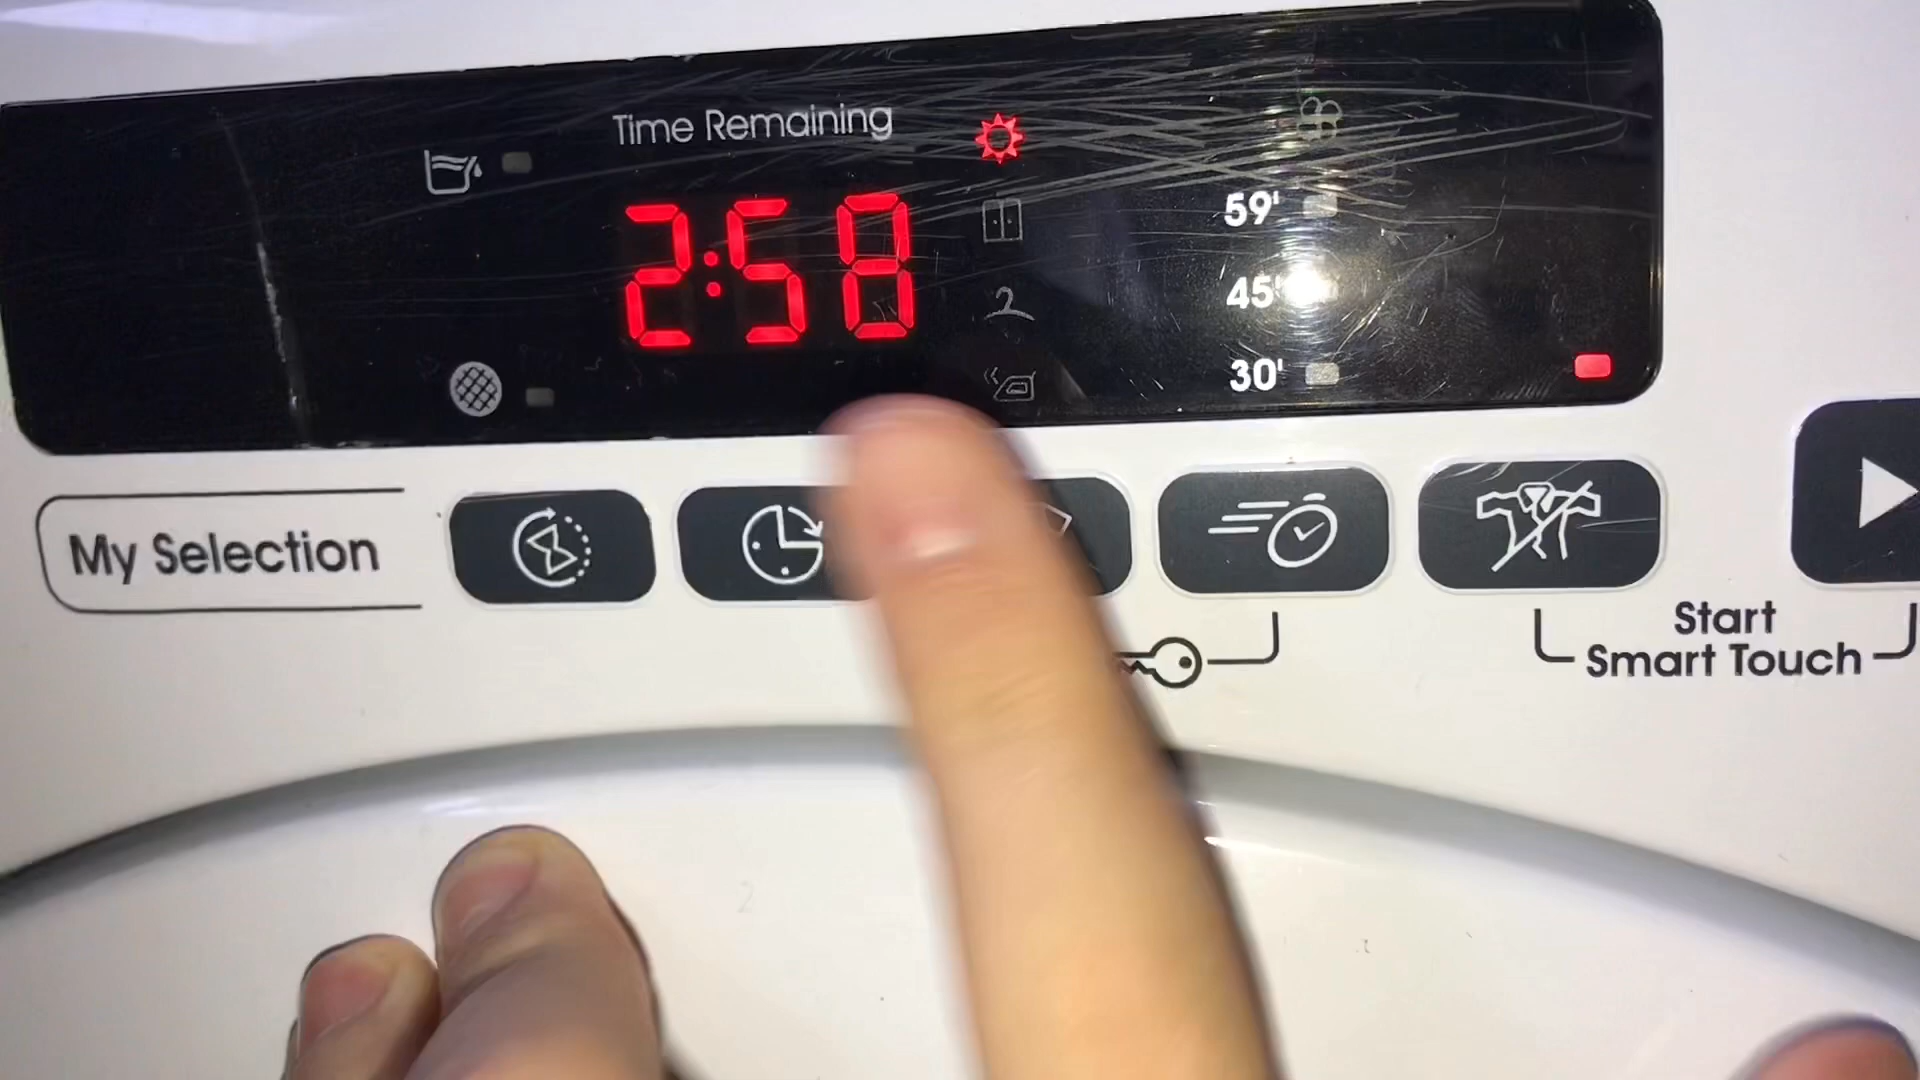 Time Remaining
2:58
59'
45'
30'
My Selection
Start
Smart Touch